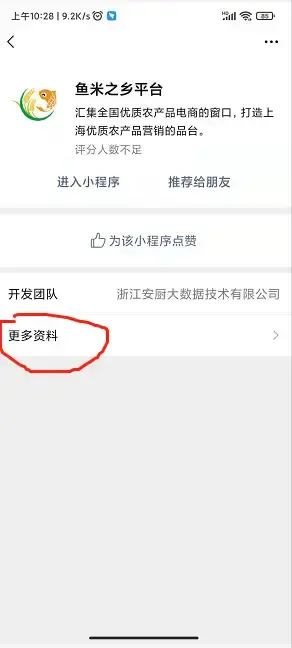 上午10:28 | 9.2K/s
85
鱼米之乡平台
汇集全国优质农产品电商的窗口，打造上
海优质农产品营销的品台。
评分人数不足
进入小程序
推荐给朋友
为该小程序点赞
开发团队
浙江安厨大数据技术有限公司
更多资料